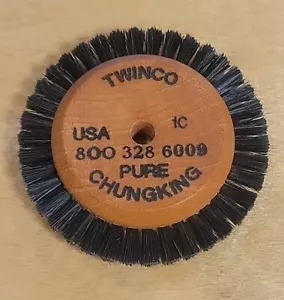 TWINCO
USA 1C
800 328 6009
PURE
CHUNGKING